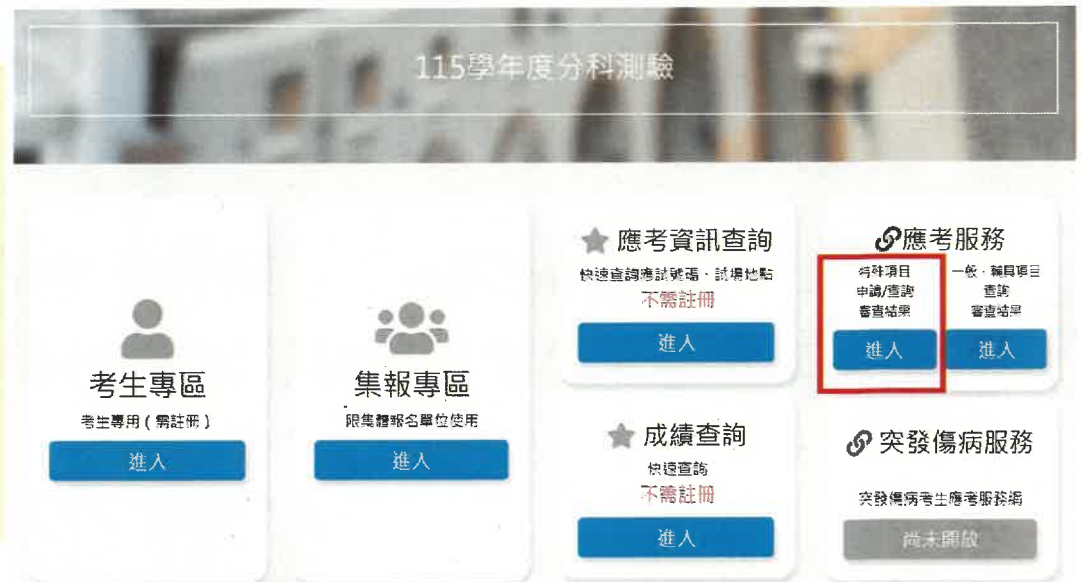 115學年度分科測驗
考生專區
考生專用（需註冊）
進入
集報專區
限集體報名單位使用
進入
應考資訊查詢
快速查詢應試號碼、試場地點
不需註冊
進入
成績查詢
快速查詢
不需註冊
進入
應考服務
特殊項目
申請/查詢
審查結果
進入
一般、輔具項目
查詢
審查結果
進入
突發傷病服務
突發傷病考生應考服務網
尚未開放